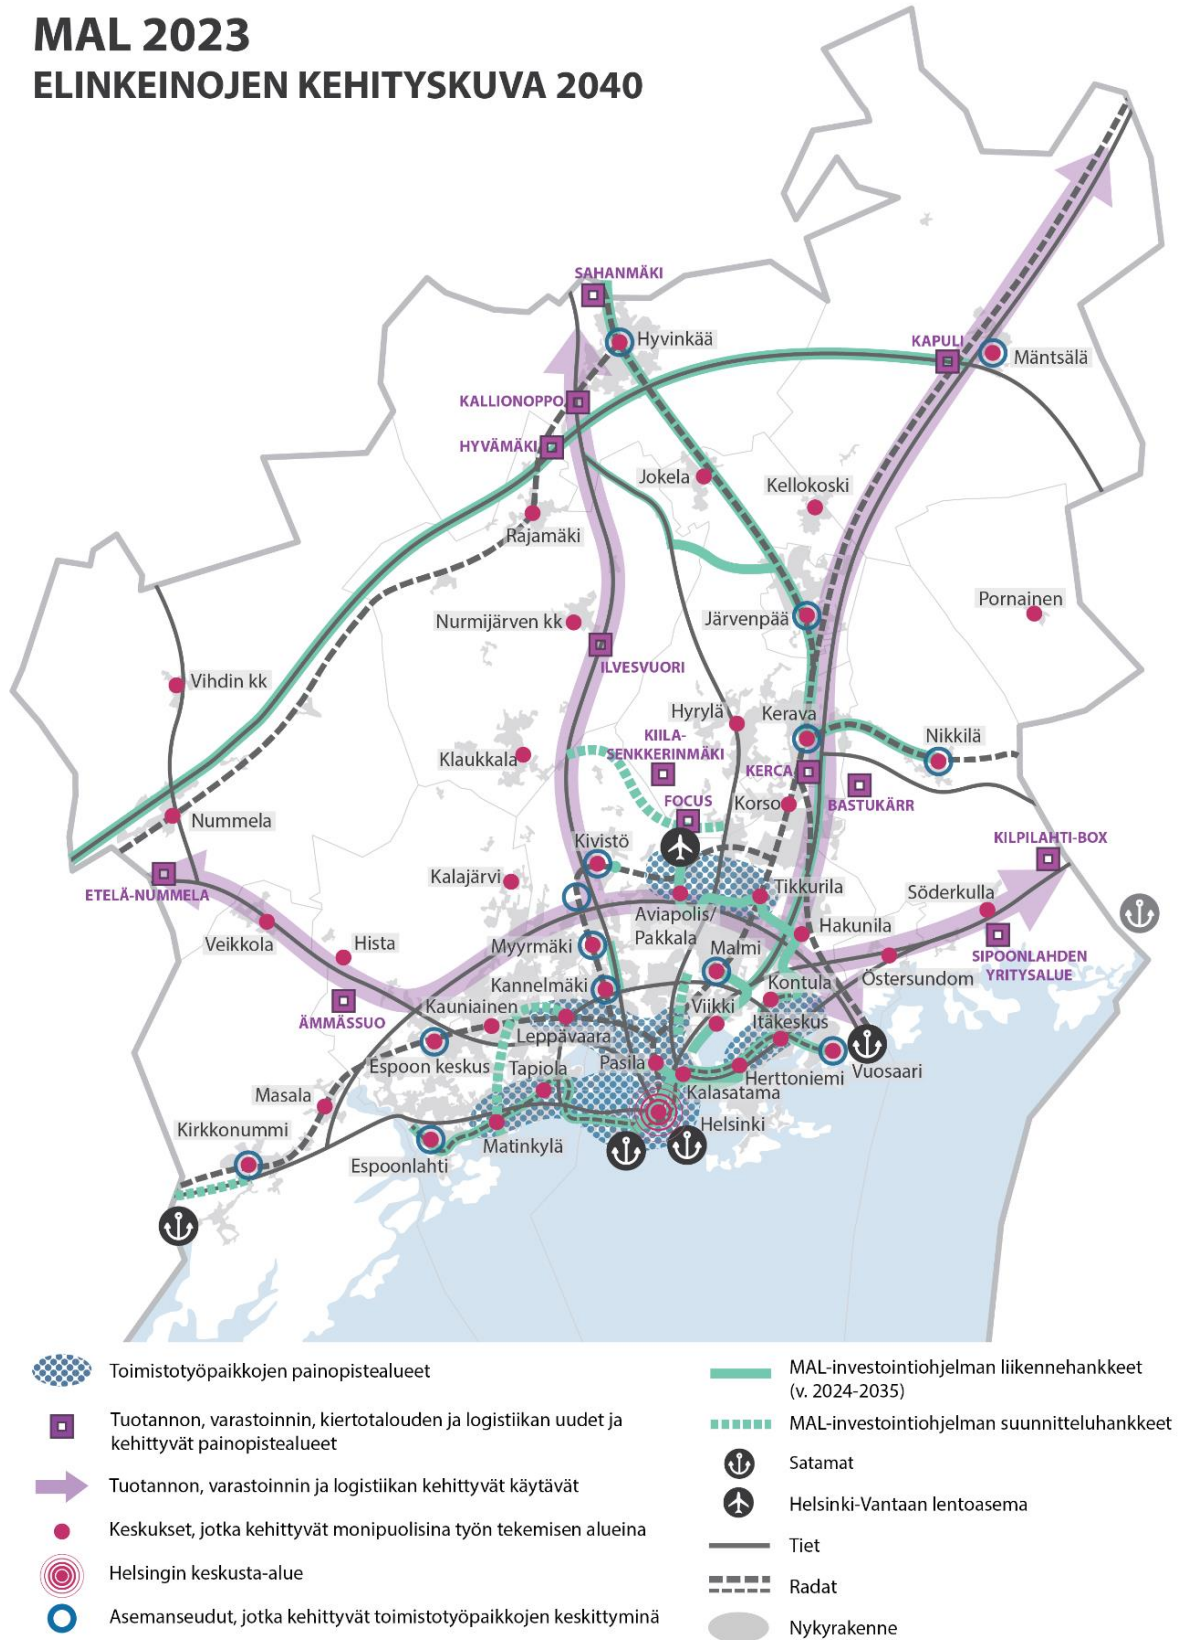 MAL 2023
ELINKEINOJEN KEHITYSKUVA 2040
SAHANMÄKI
Hyvinkää
KAPULI
Mäntsälä
KALLIONOPPO
HYVÄMÄKI
Jokela
Kellokoski
Rajamäki
Pornainen
Nurmijärven kk
Järvenpää
ILVESVUORI
Vihdin kk
Hyrylä
Kerava
KIILA-
SENKKERINMÄKI
Nikkilä
Klaukkala
KERCA
FOCUS
Korso
BASTUKÄRR
Nummela
Kivistö
KILPILAHTI-BOX
ETELÄ-NUMMELA
Kalajärvi
Tikkurila
Söderkulla
Aviapolis/
Pakkala
Hakunila
Veikkola
Hista
Myyrmäki
Malmi
SIPOONLAHDEN
YRITYSALUE
Östersundom
Kannelmäki
Kontula
ÄMMÄSSUO
Kauniainen
Viikki
Itäkeskus
Leppävaara
Espoon keskus
Tapiola
Pasila
Herttoniemi
Vuosaari
Kalasatama
Masala
Helsinki
Kirkkonummi
Matinkylä
Espoonlahti
Toimistotyöpaikkojen painopistealueet
Tuotannon, varastoinnin, kiertotalouden ja logistiikan uudet ja
kehittyvät painopistealueet
Tuotannon, varastoinnin ja logistiikan kehittyvät käytävät
Keskukset, jotka kehittyvät monipuolisina työn tekemisen alueina
Helsingin keskusta-alue
Asemanseudut, jotka kehittyvät toimistotyöpaikkojen keskittyminä
MAL-investointiohjelman liikennehankkeet
(v. 2024-2035)
MAL-investointiohjelman suunnitteluhankkeet
Satamat
Helsinki-Vantaan lentoasema
Tiet
Radat
Nykyrakenne